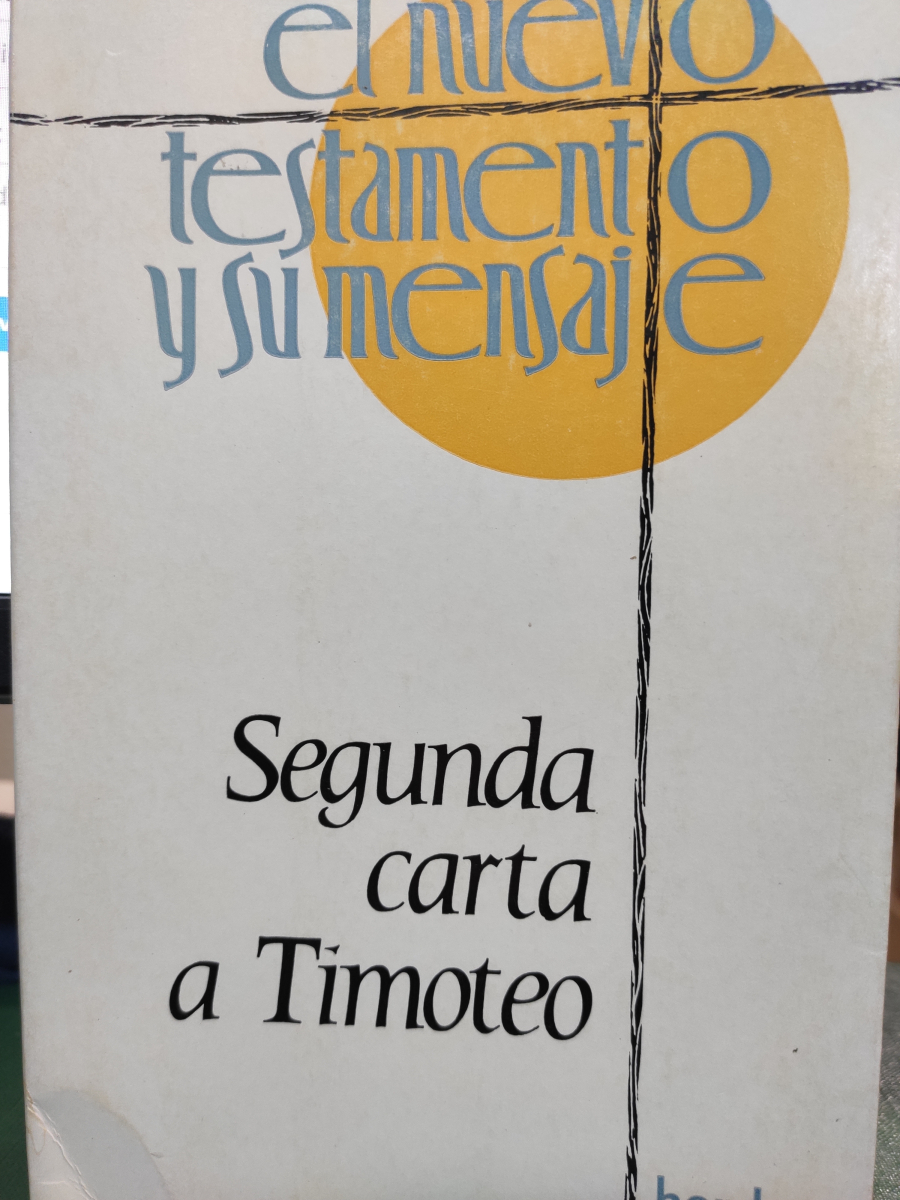 el nuevo
testamento
y su mensaje
Segunda
carta
a Timoteo